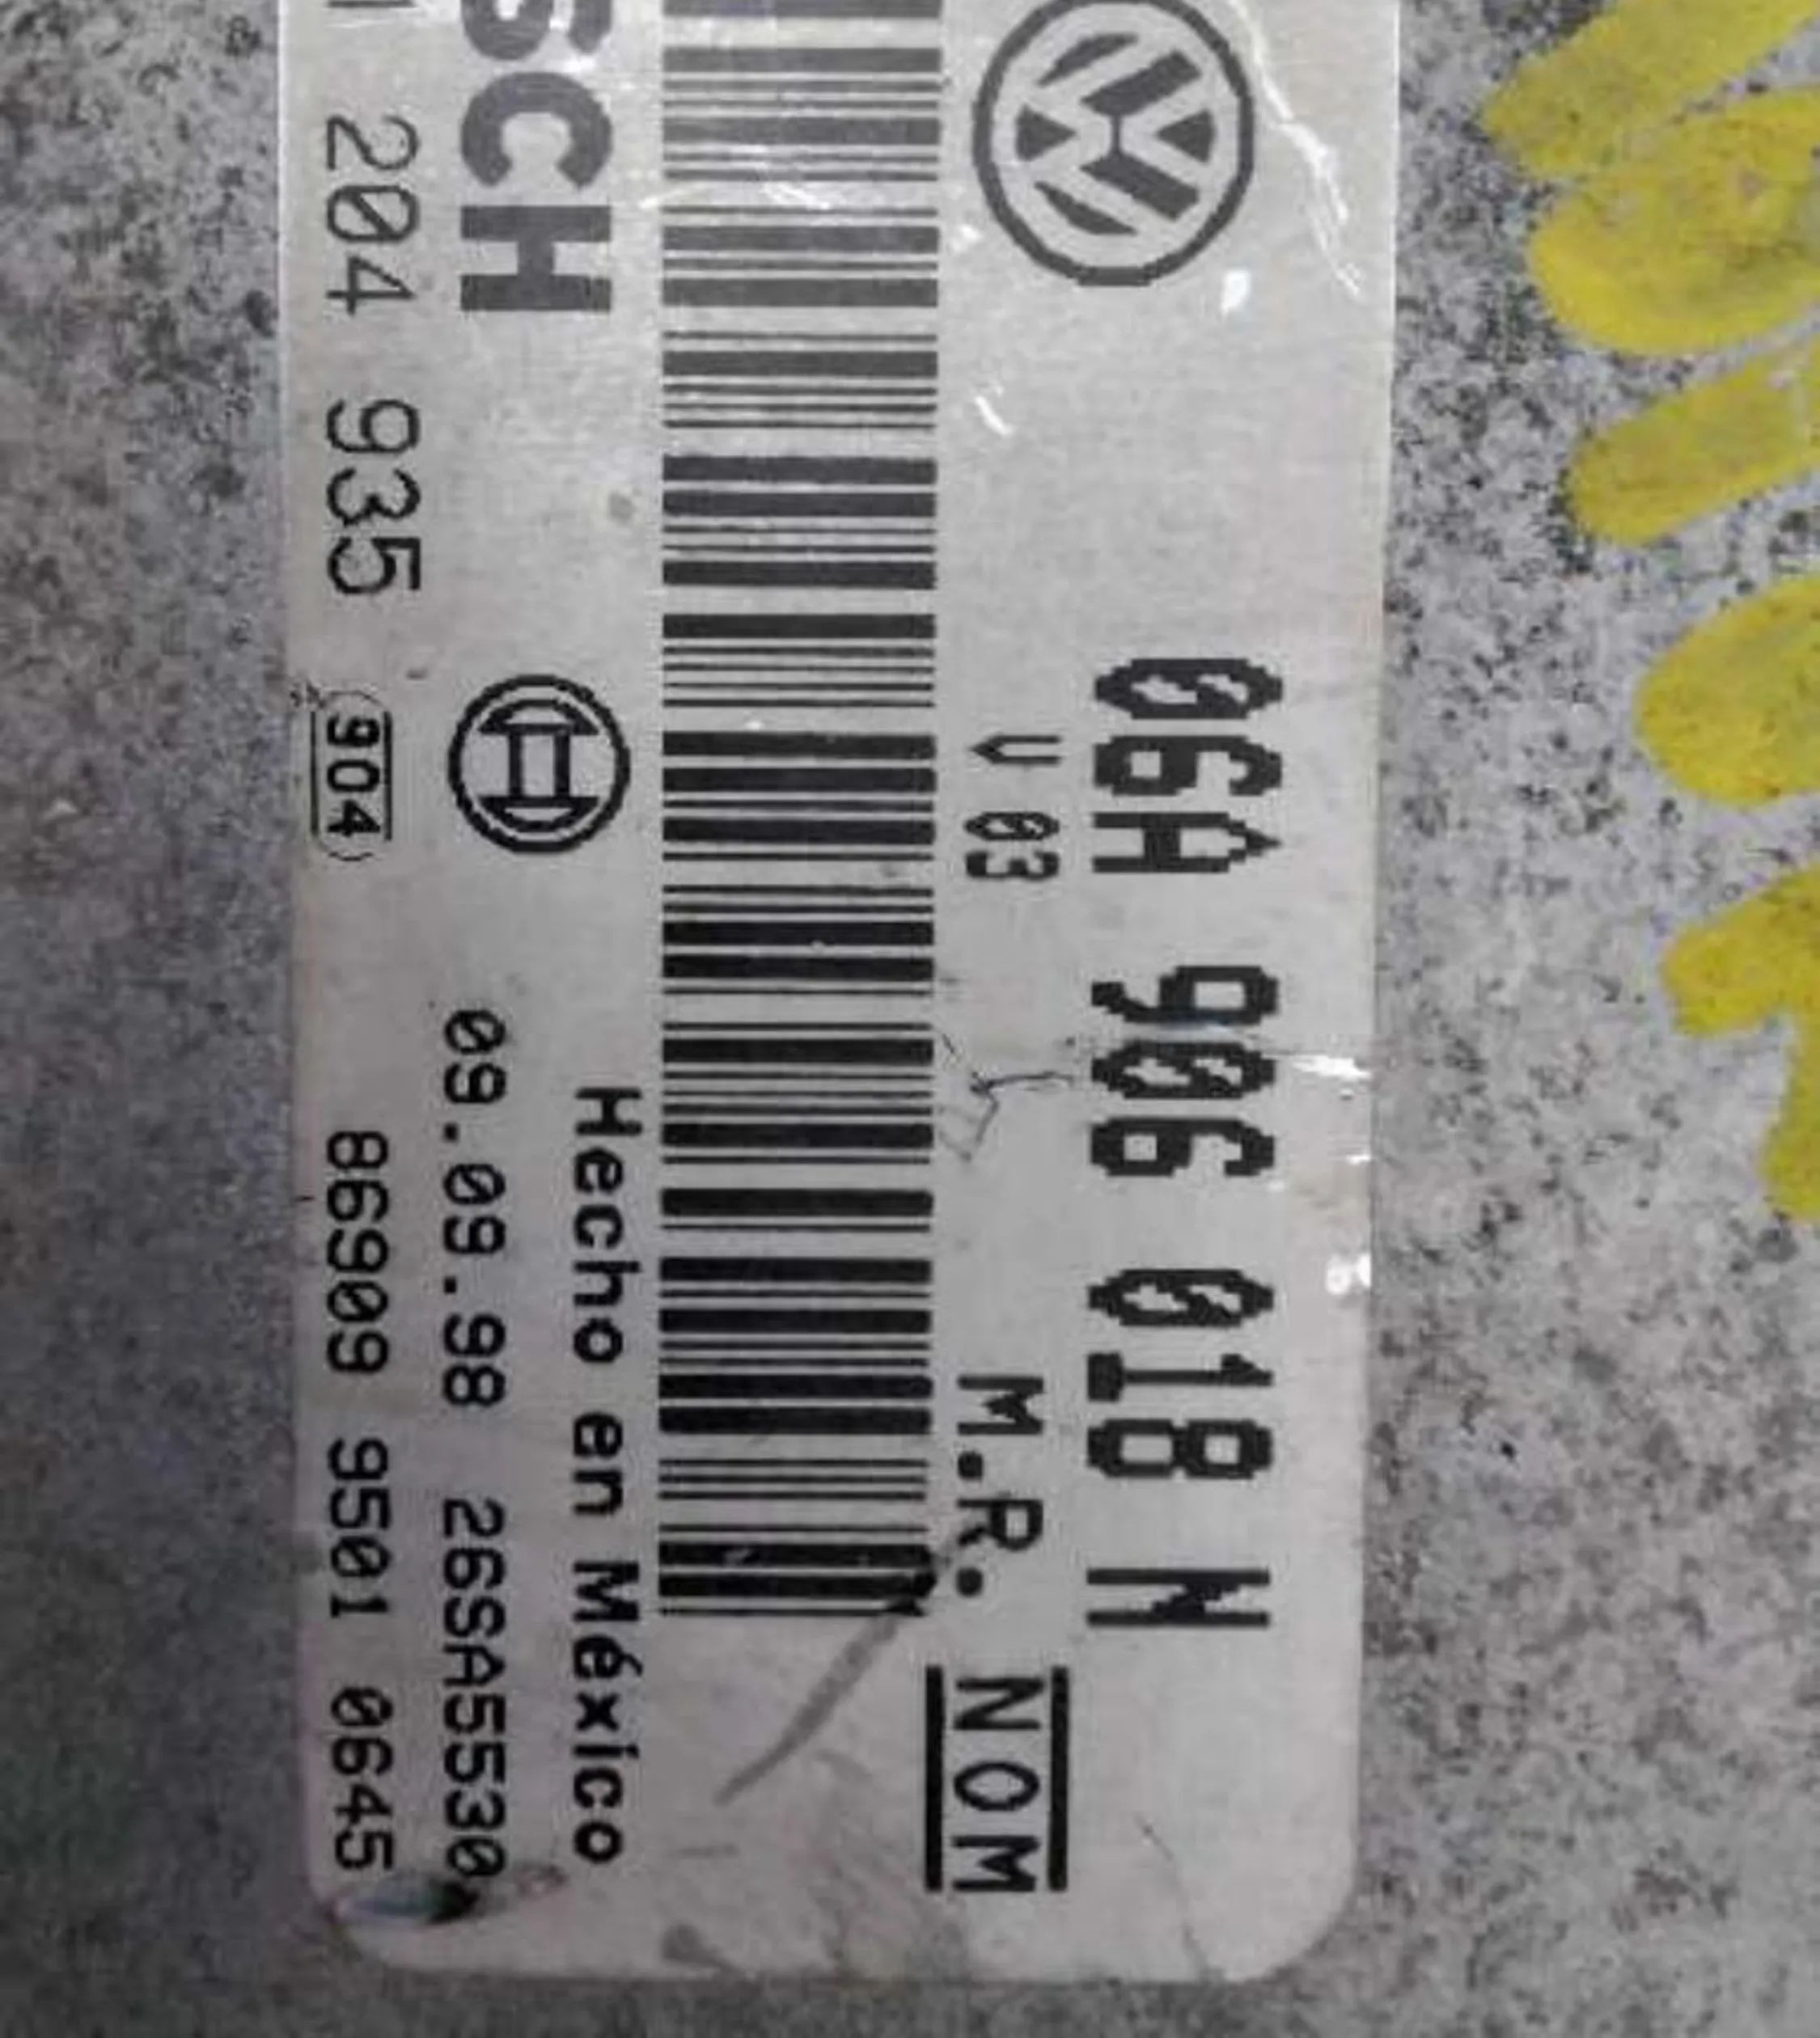 06A 906 018 N
V 03 M.R. NOM
Hecho en México
SCH
09.09.98 26SA5530
204 935 904 86909 9501 0645